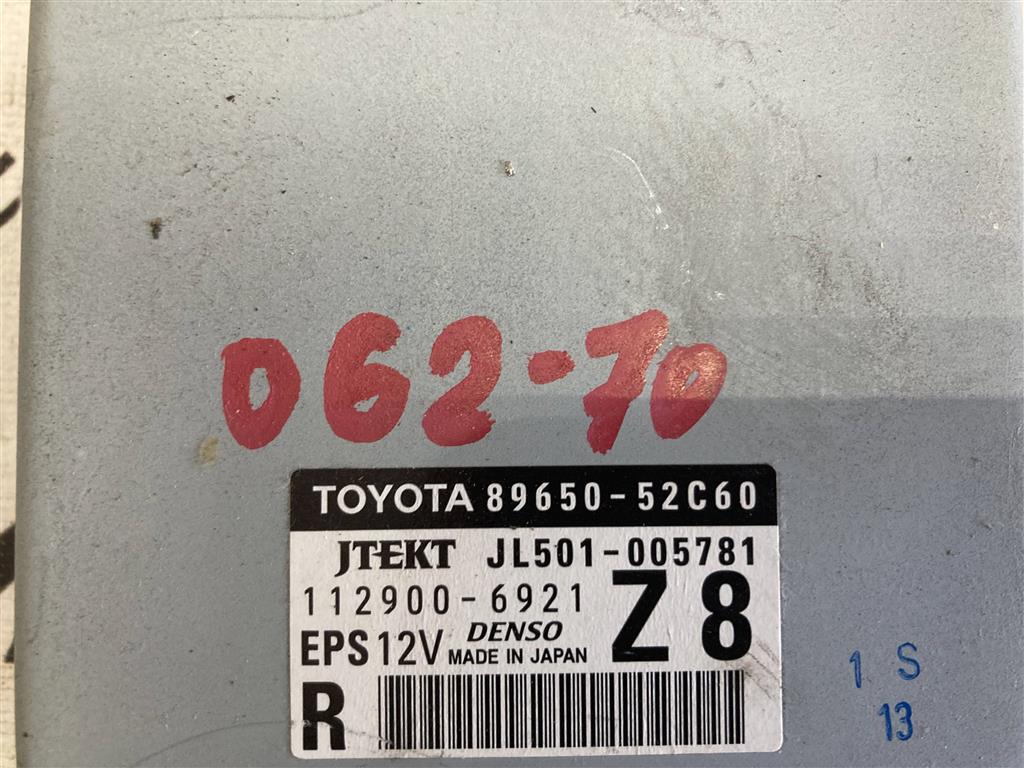 062-70
TOYOTA 89650-52C60
JTEKT JL501-005781
112900-6921
Z8
EPS 12V DENSO
MADE IN JAPAN
R
1 S
13